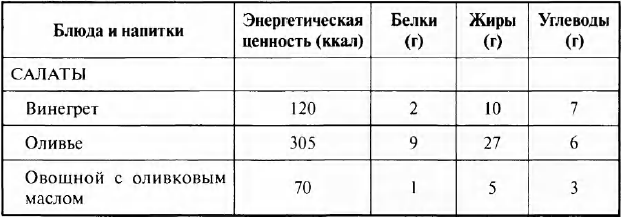 Блюда и напитки Энергетическая ценность (ккал) Белки (г) Жиры (г) Углеводы (г)
САЛАТЫ
Винегрет 120 2 10 7
Оливье 305 9 27 6
Овощной с оливковым маслом 70 1 5 3